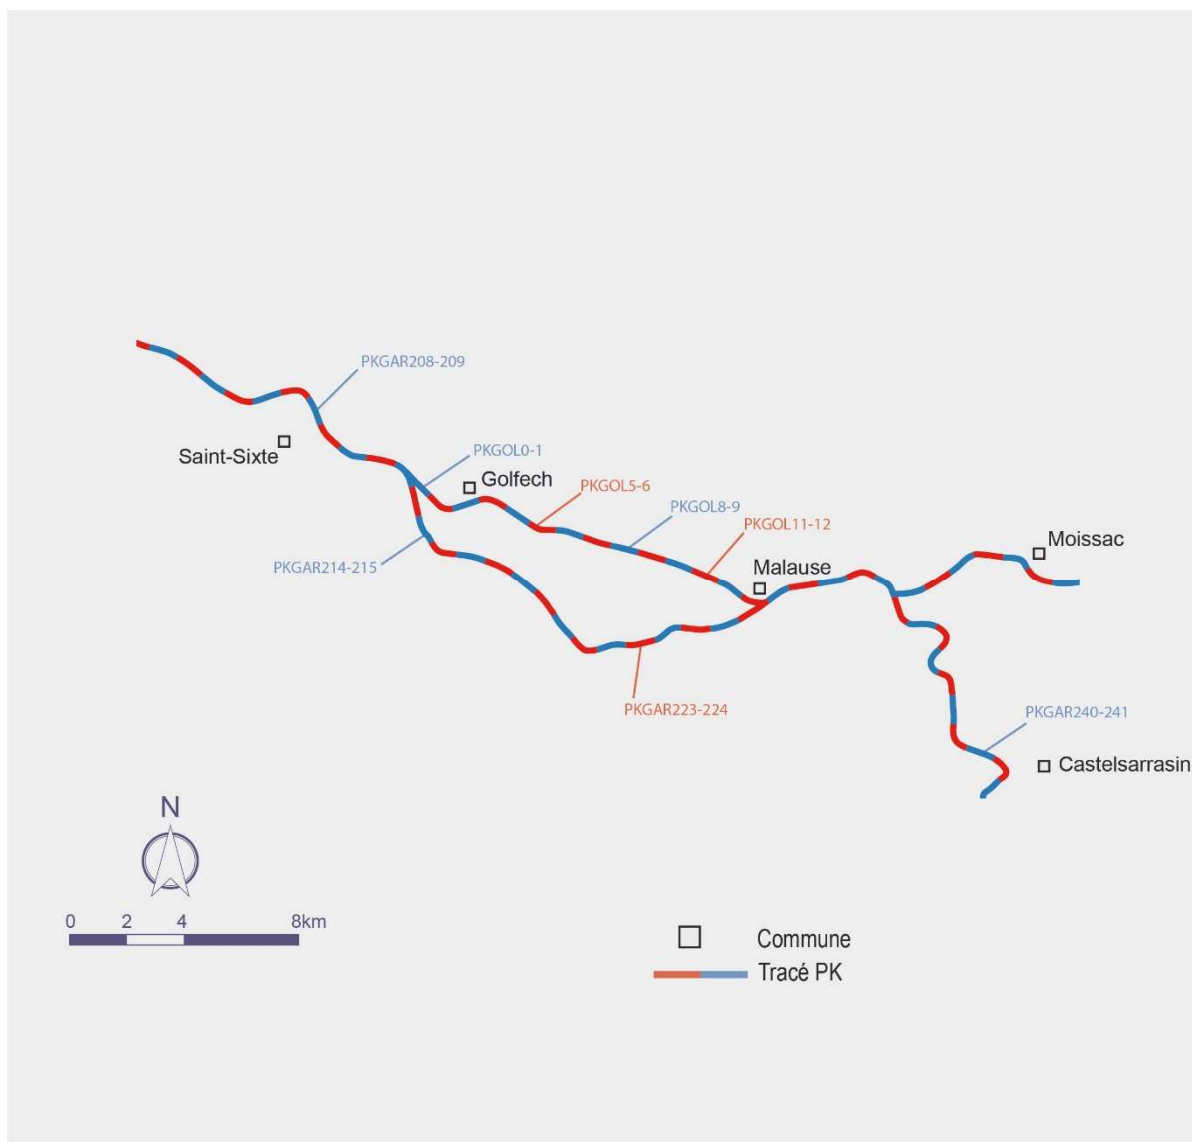 PKGAR208-209
PKGOL0-1
Saint-Sixte
Golfech
PKGOL5-6
PKGOL8-9
PKGOL11-12
Moissac
PKGAR214-215
Malause
PKGAR223-224
PKGAR240-241
Castelsarrasin
N
0 2 4 8km
Commune
Tracé PK